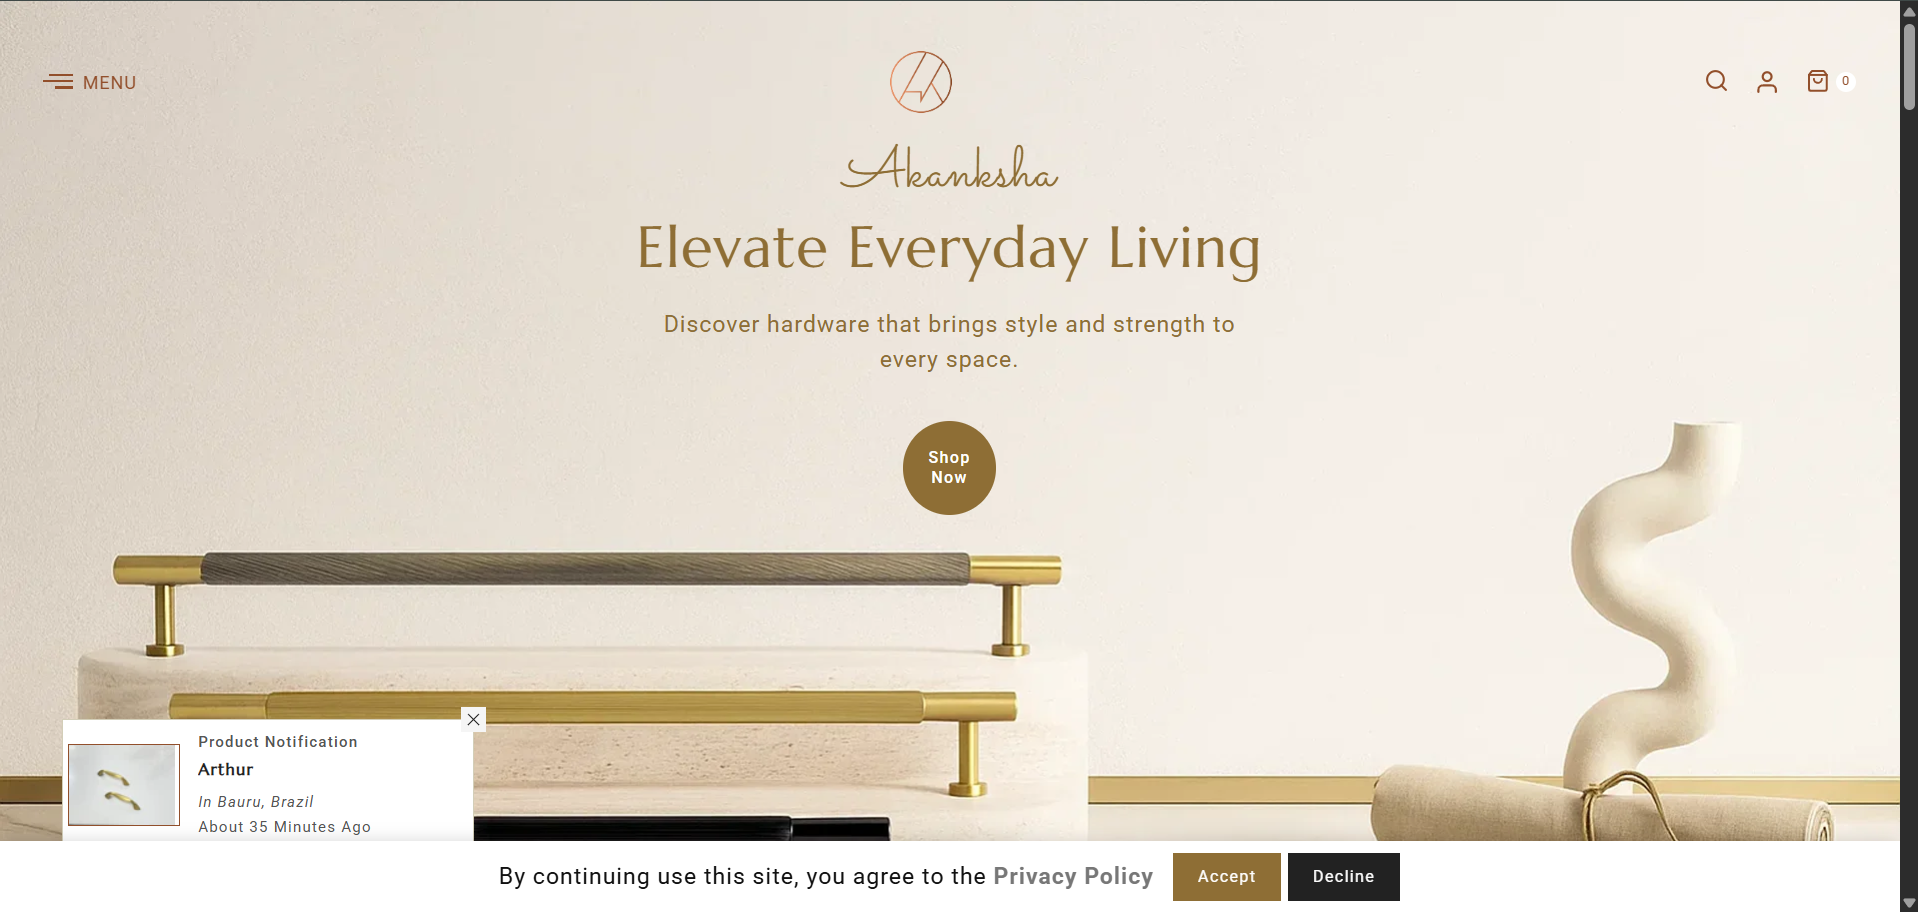 MENU
0
Akanksha
Elevate Everyday Living
Discover hardware that brings style and strength to
every space.
Shop
Now
Product Notification
Arthur
In Bauru, Brazil
About 35 Minutes Ago
By continuing use this site, you agree to the Privacy Policy
Accept
Decline